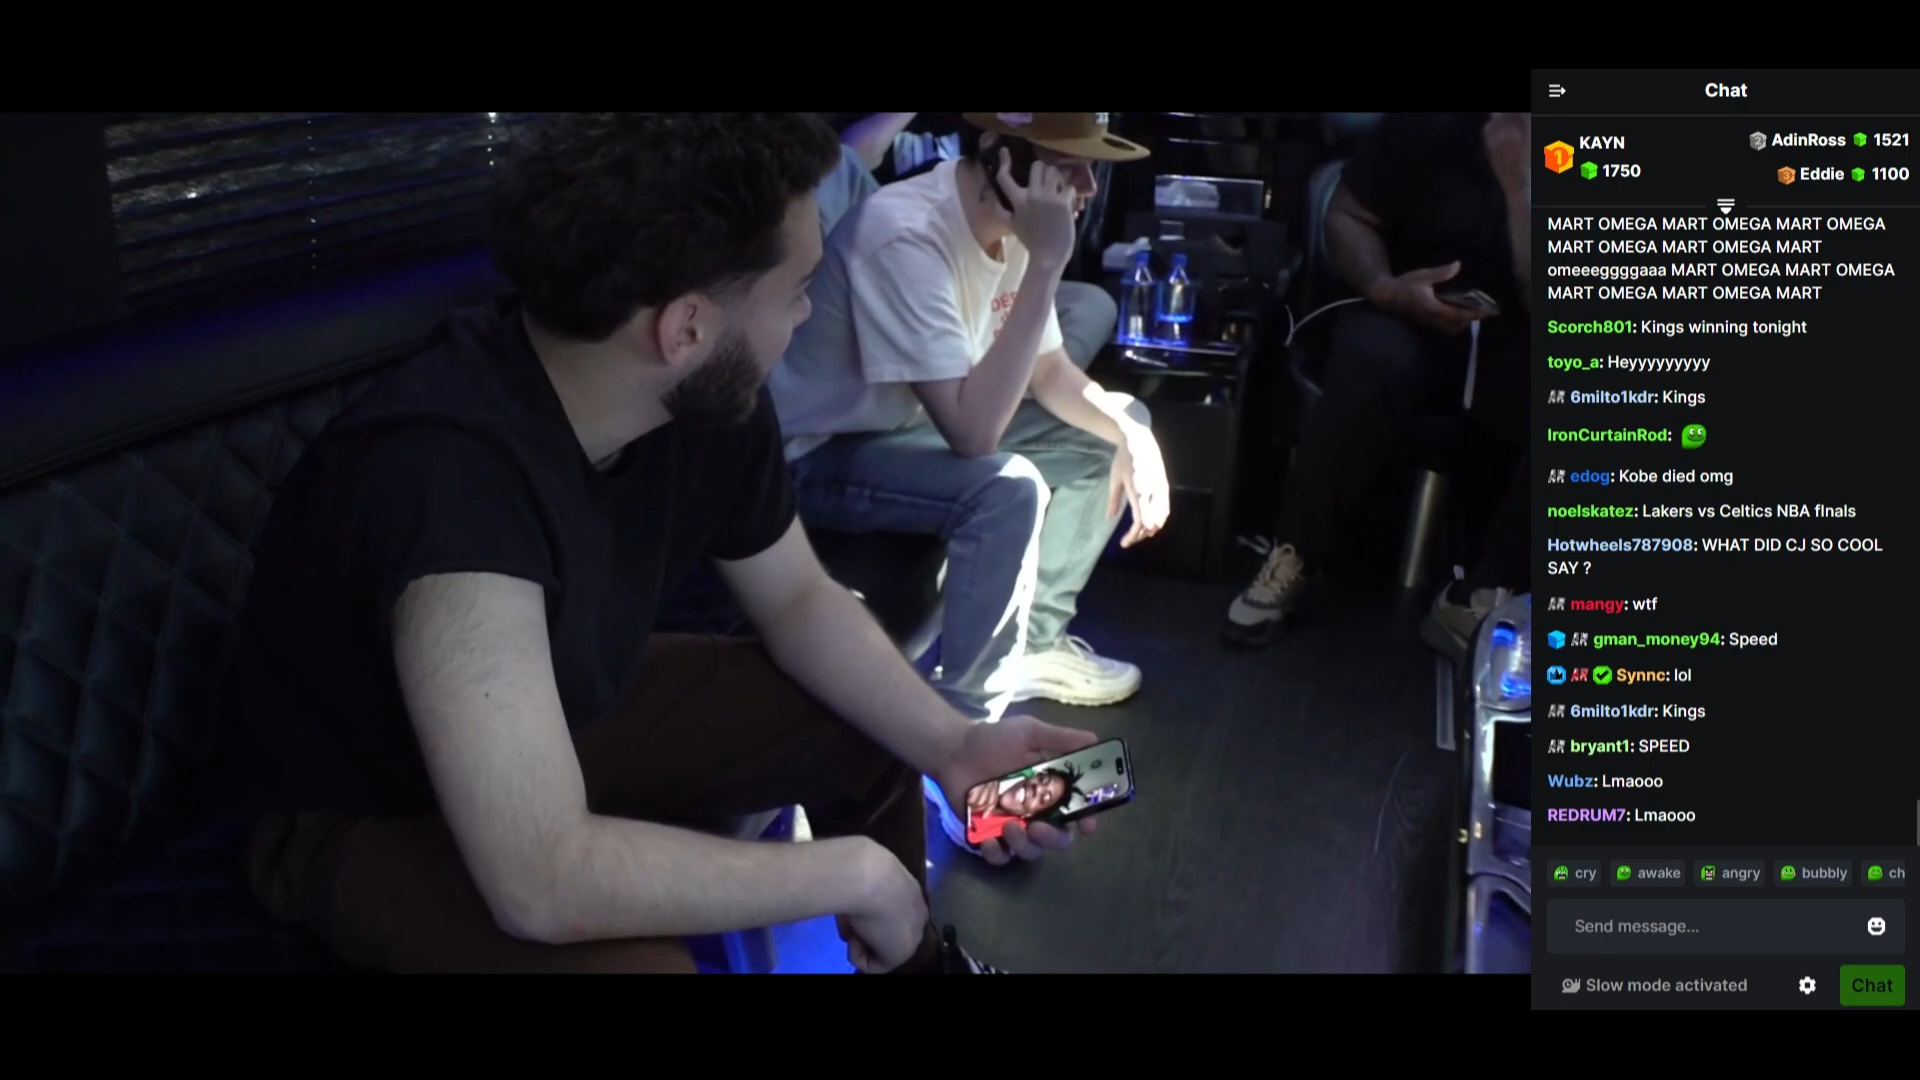 Chat
KAYN
1750
AdinRoss 1521
Eddie 1100
MART OMEGA MART OMEGA MART OMEGA
MART OMEGA MART OMEGA MART
omeeeggggaaa MART OMEGA MART OMEGA
MART OMEGA MART OMEGA MART
Scorch801: Kings winning tonight
toyo_a: Heyyyyyyyyy
6milto1kdr: Kings
IronCurtainRod:
edog: Kobe died omg
noelskatez: Lakers vs Celtics NBA fInals
Hotwheels787908: WHAT DID CJ SO COOL
SAY ?
mangy: wtf
gman_money94: Speed
Synnc: lol
6milto1kdr: Kings
bryant1: SPEED
Wubz: Lmaooo
REDRUM7: Lmaooo
cry awake angry bubbly ch
Send message...
Slow mode activated
Chat